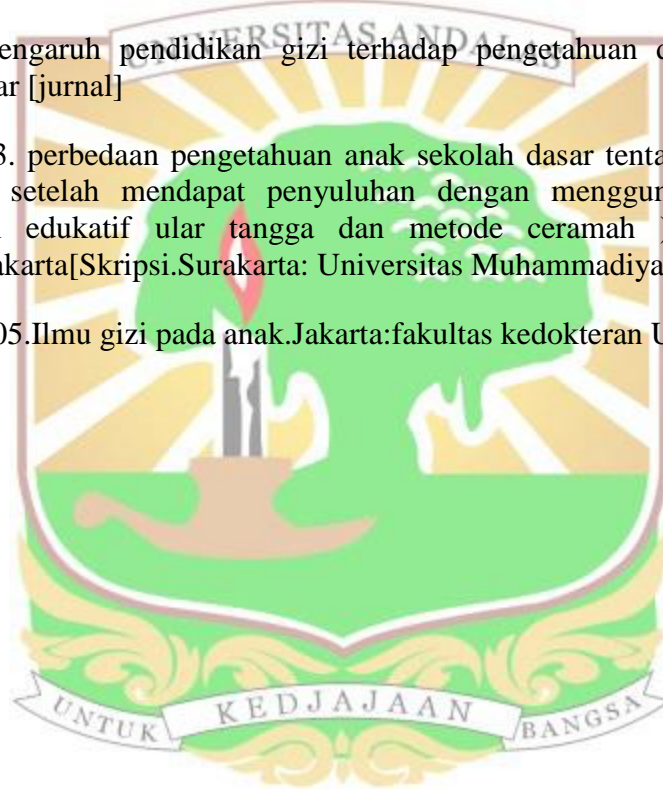 UNIVERSITAS ANDALAS
engaruh pendidikan gizi terhadap pengetahuan d
ar [jurnal]
3. perbedaan pengetahuan anak sekolah dasar tenta
setelah mendapat penyuluhan dengan menggun
edukatif ular tangga dan metode ceramah
akarta[Skripsi.Surakarta: Universitas Muhammadiya
05.Ilmu gizi pada anak.Jakarta:fakultas kedokteran U
UNTUK KEDJAJAAN BANGSA